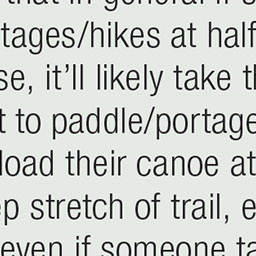 that in general if
tages/hikes at half
se, it'll likely take t
t to paddle/portage
load their canoe at
ep stretch of trail, e
even if someone ta